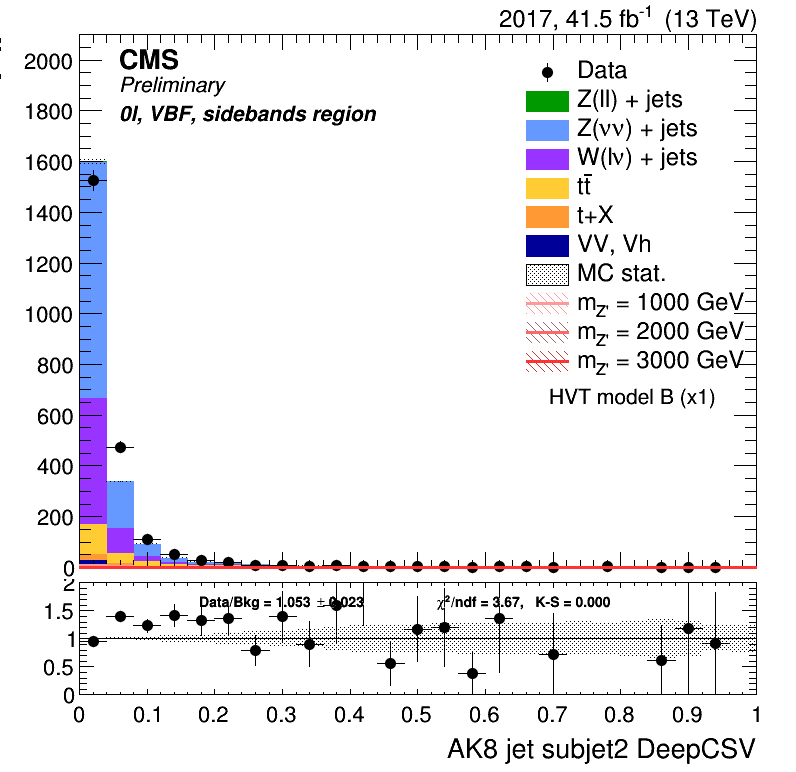 2017, 41.5 fb⁻¹ (13 TeV)
CMS
Preliminary
0l, VBF, sidebands region
Data
Z(ll) + jets
Z(νν) + jets
W(lν) + jets
tt̄
t+X
VV, Vh
MC stat.
m_Z' = 1000 GeV
m_Z' = 2000 GeV
m_Z' = 3000 GeV
HVT model B (x1)
2000
1800
1600
1400
1200
1000
800
600
400
200
0
Data/Bkg = 1.053 ± 0.023
χ²/ndf = 3.67, K-S = 0.000
2
1.5
1
0.5
0
0 0.1 0.2 0.3 0.4 0.5 0.6 0.7 0.8 0.9 1
AK8 jet subjet2 DeepCSV